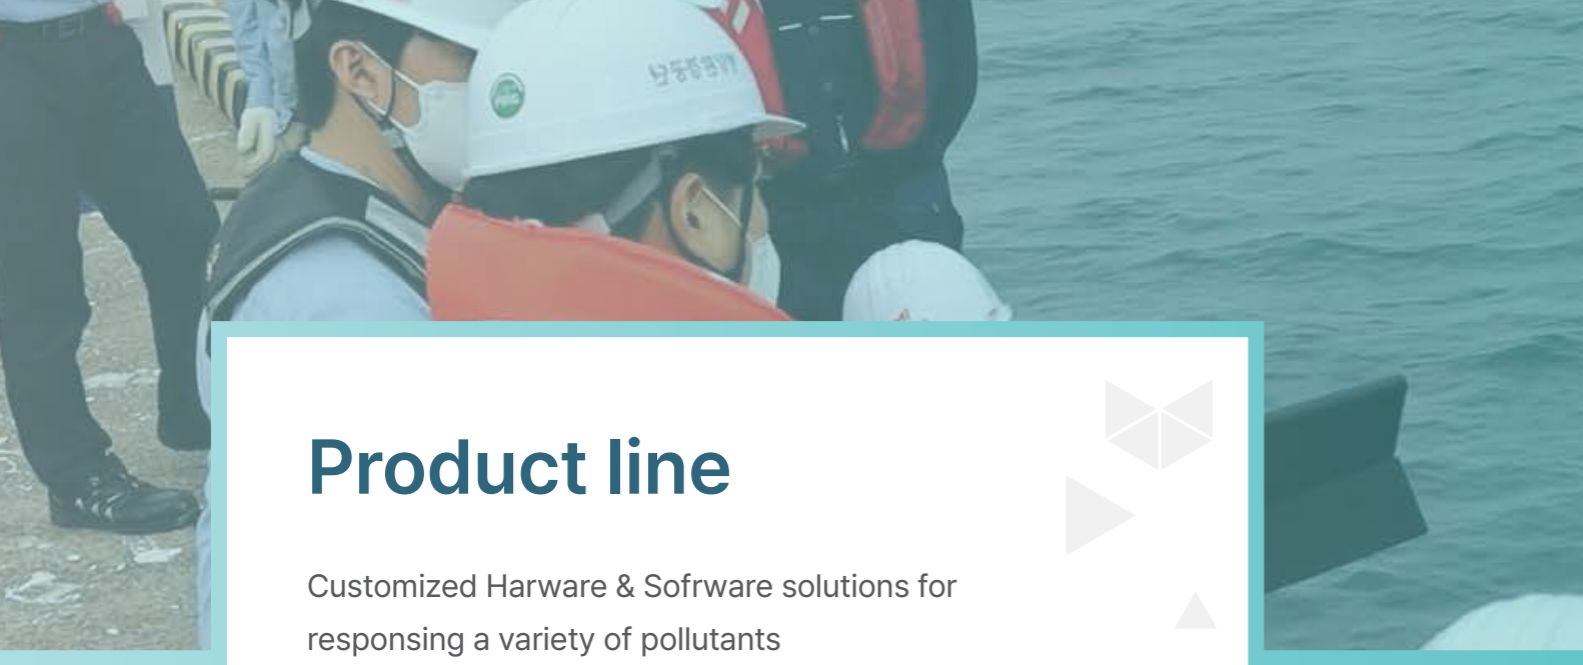 Product line
Customized Harware & Sofrware solutions for
responsing a variety of pollutants